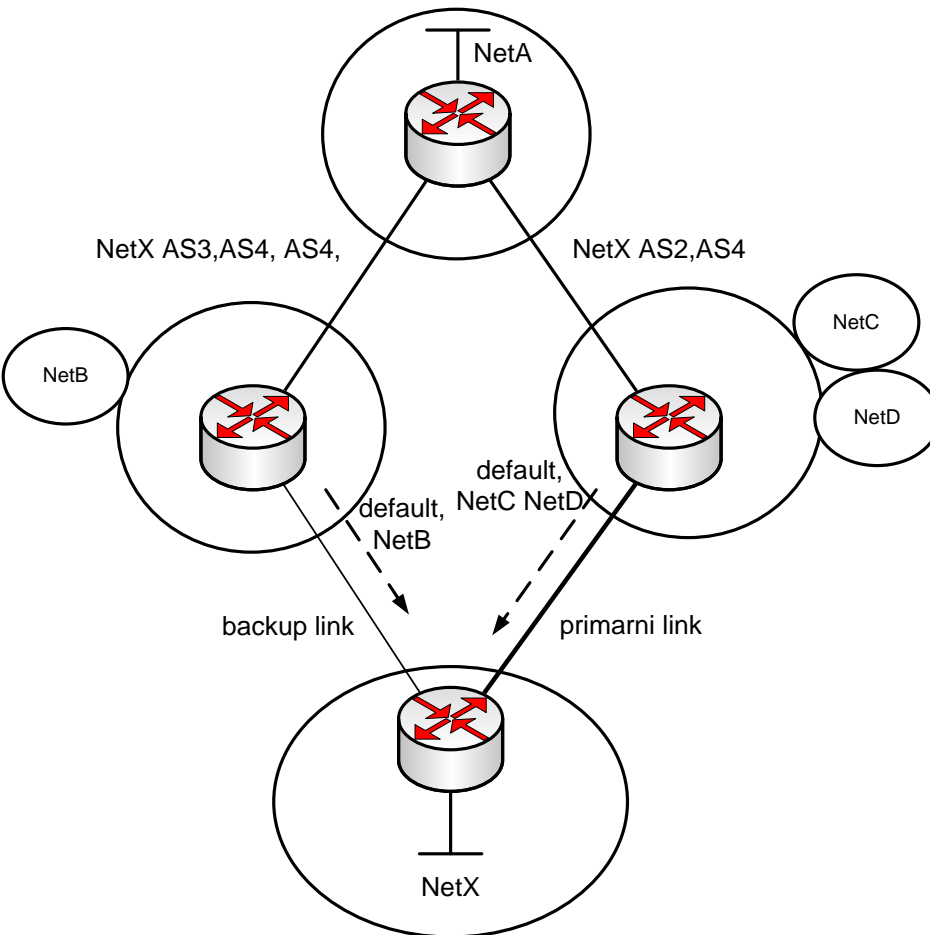 NetA
NetX AS3,AS4, AS4,
NetX AS2,AS4
NetC
NetB
NetD
default,
NetC NetD
default,
NetB
backup link
primarni link
NetX